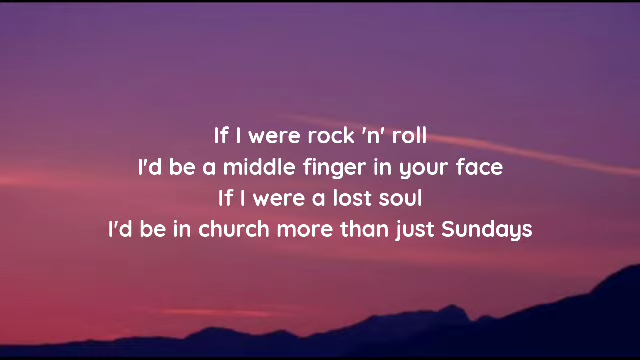 If I were rock 'n' roll
I'd be a middle finger in your face
If I were a lost soul
I'd be in church more than just Sundays